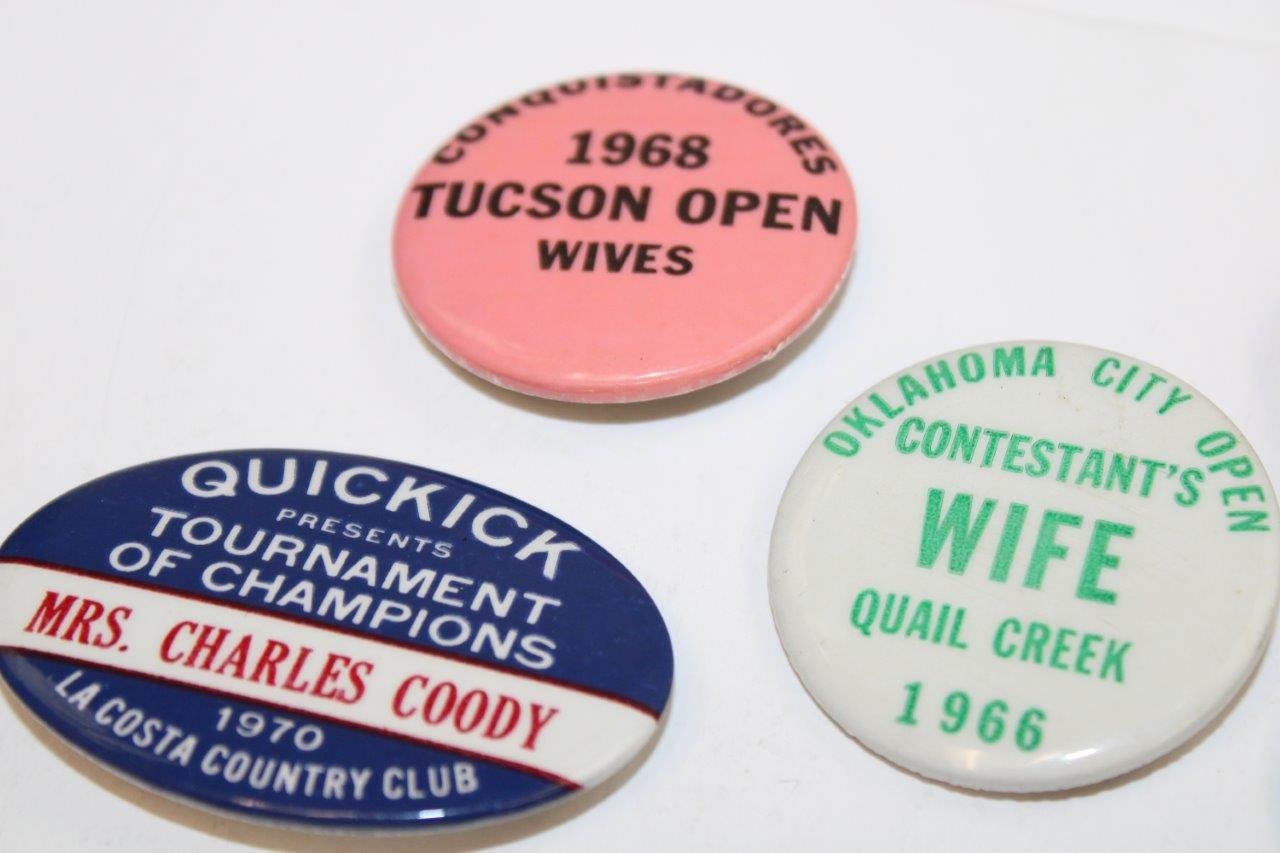 CONQUISTADORES
1968
TUCSON OPEN
WIVES
QUICKICK
PRESENTS
TOURNAMENT
OF CHAMPIONS
MRS. CHARLES COODY
1970
LA COSTA COUNTRY CLUB
OKLAHOMA CITY OPEN
CONTESTANT'S
WIFE
QUAIL CREEK
1966